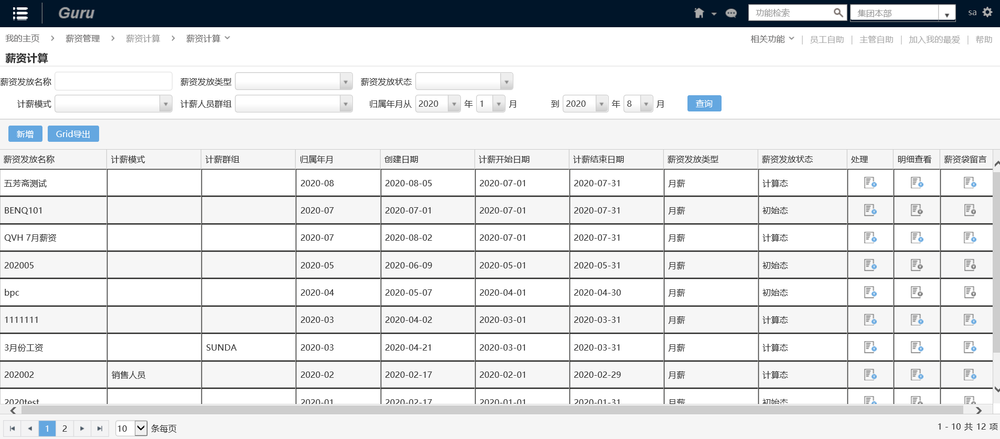 Guru 功能检索 集团本部 sa
我的主页 薪资管理 薪资计算 薪资计算 相关功能 | 员工自助 | 主管自助 | 加入我的最爱 | 帮助
薪资计算
薪资发放名称 薪资发放类型 薪资发放状态
计薪模式 计薪人员群组 归属年月从 2020 年 1 月 到 2020 年 8 月 查询
新增 Grid导出
薪资发放名称 计薪模式 计薪群组 归属年月 创建日期 计薪开始日期 计薪结束日期 薪资发放类型 薪资发放状态 处理 明细查看 薪资袋留言
五芳斋测试 2020-08 2020-08-05 2020-07-01 2020-07-31 月薪 计算态
BENQ101 2020-07 2020-07-01 2020-07-01 2020-07-31 月薪 初始态
QVH 7月薪资 2020-07 2020-08-02 2020-07-01 2020-07-31 月薪 计算态
202005 2020-05 2020-06-09 2020-05-01 2020-05-31 月薪 初始态
bpc 2020-04 2020-05-07 2020-04-01 2020-04-30 月薪 初始态
1111111 2020-03 2020-04-02 2020-03-01 2020-03-31 月薪 计算态
3月份工资 SUNDA 2020-03 2020-04-21 2020-03-01 2020-03-31 月薪 计算态
202002 销售人员 2020-02 2020-02-17 2020-02-01 2020-02-29 月薪 计算态
2020test 2020-01 2020-02-17 2020-01-01 2020-01-31 月薪 初始态
1 2 10 条每页 1 - 10 共 12 项